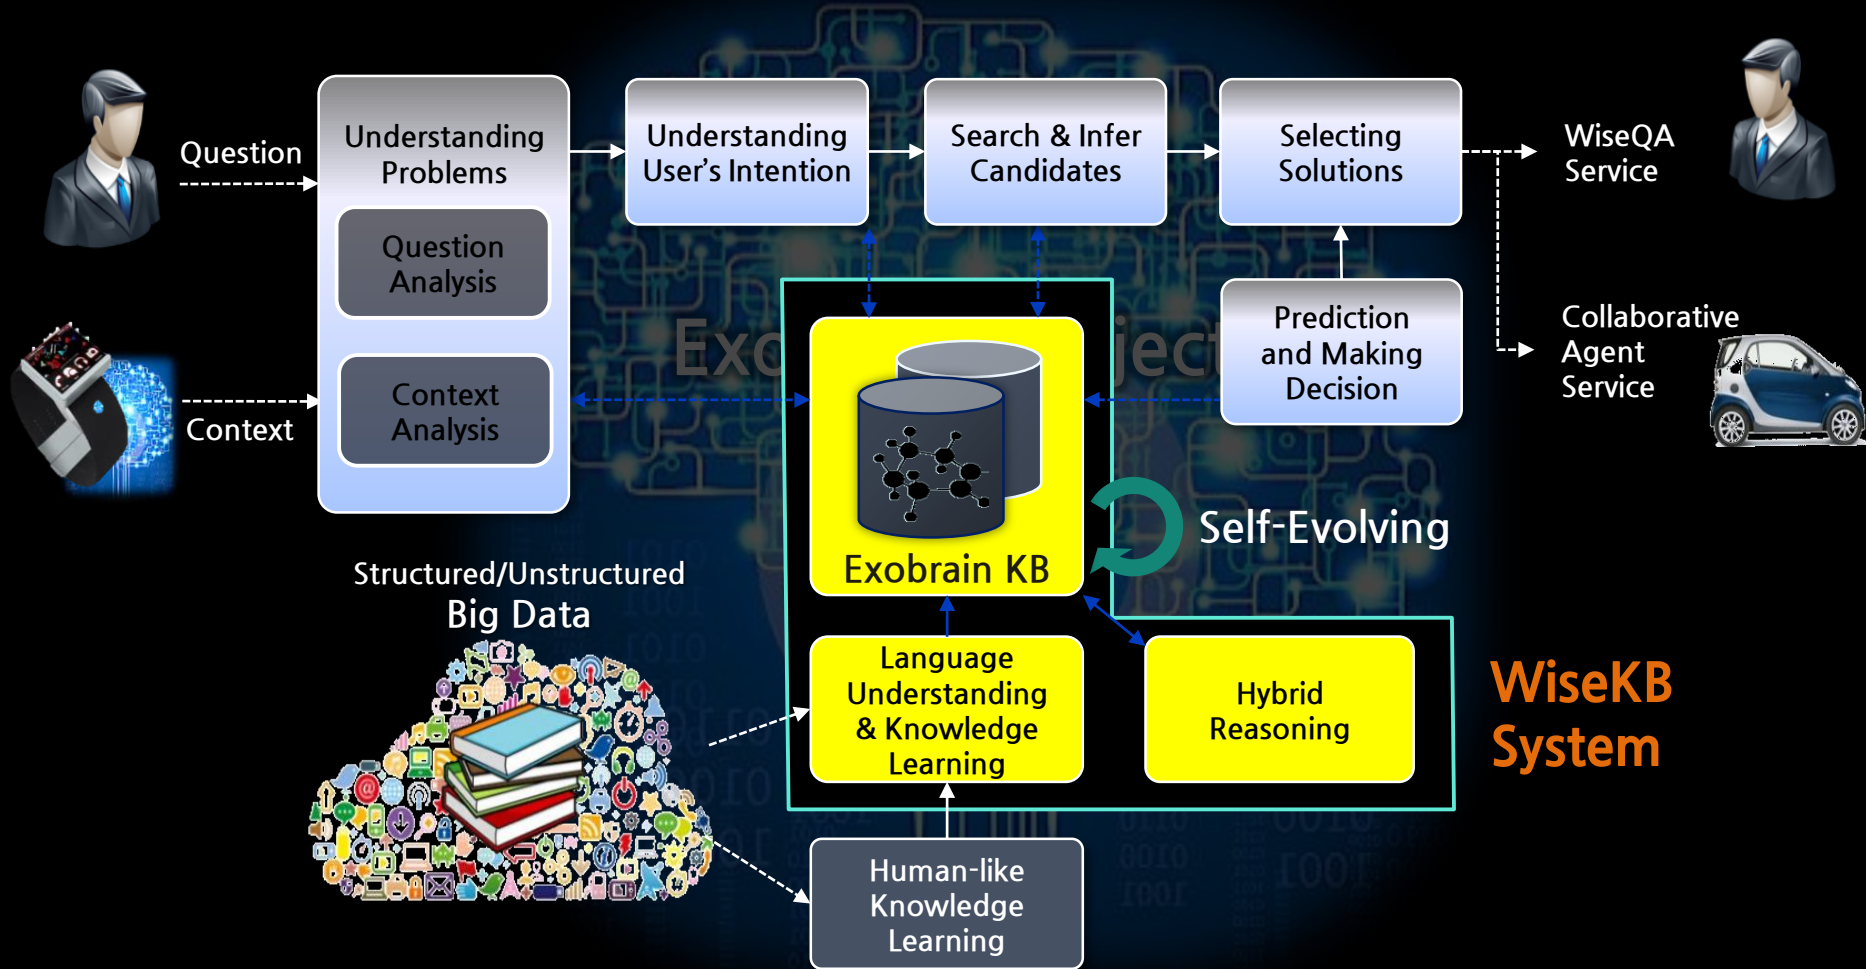 Question
Understanding
Problems
Question
Analysis
Context
Analysis
Context
Understanding
User's Intention
Search & Infer
Candidates
Selecting
Solutions
WiseQA
Service
Prediction
and Making
Decision
Collaborative
Agent
Service
Exobrain KB
Self-Evolving
Structured/Unstructured
Big Data
Language
Understanding
& Knowledge
Learning
Hybrid
Reasoning
WiseKB
System
Human-like
Knowledge
Learning